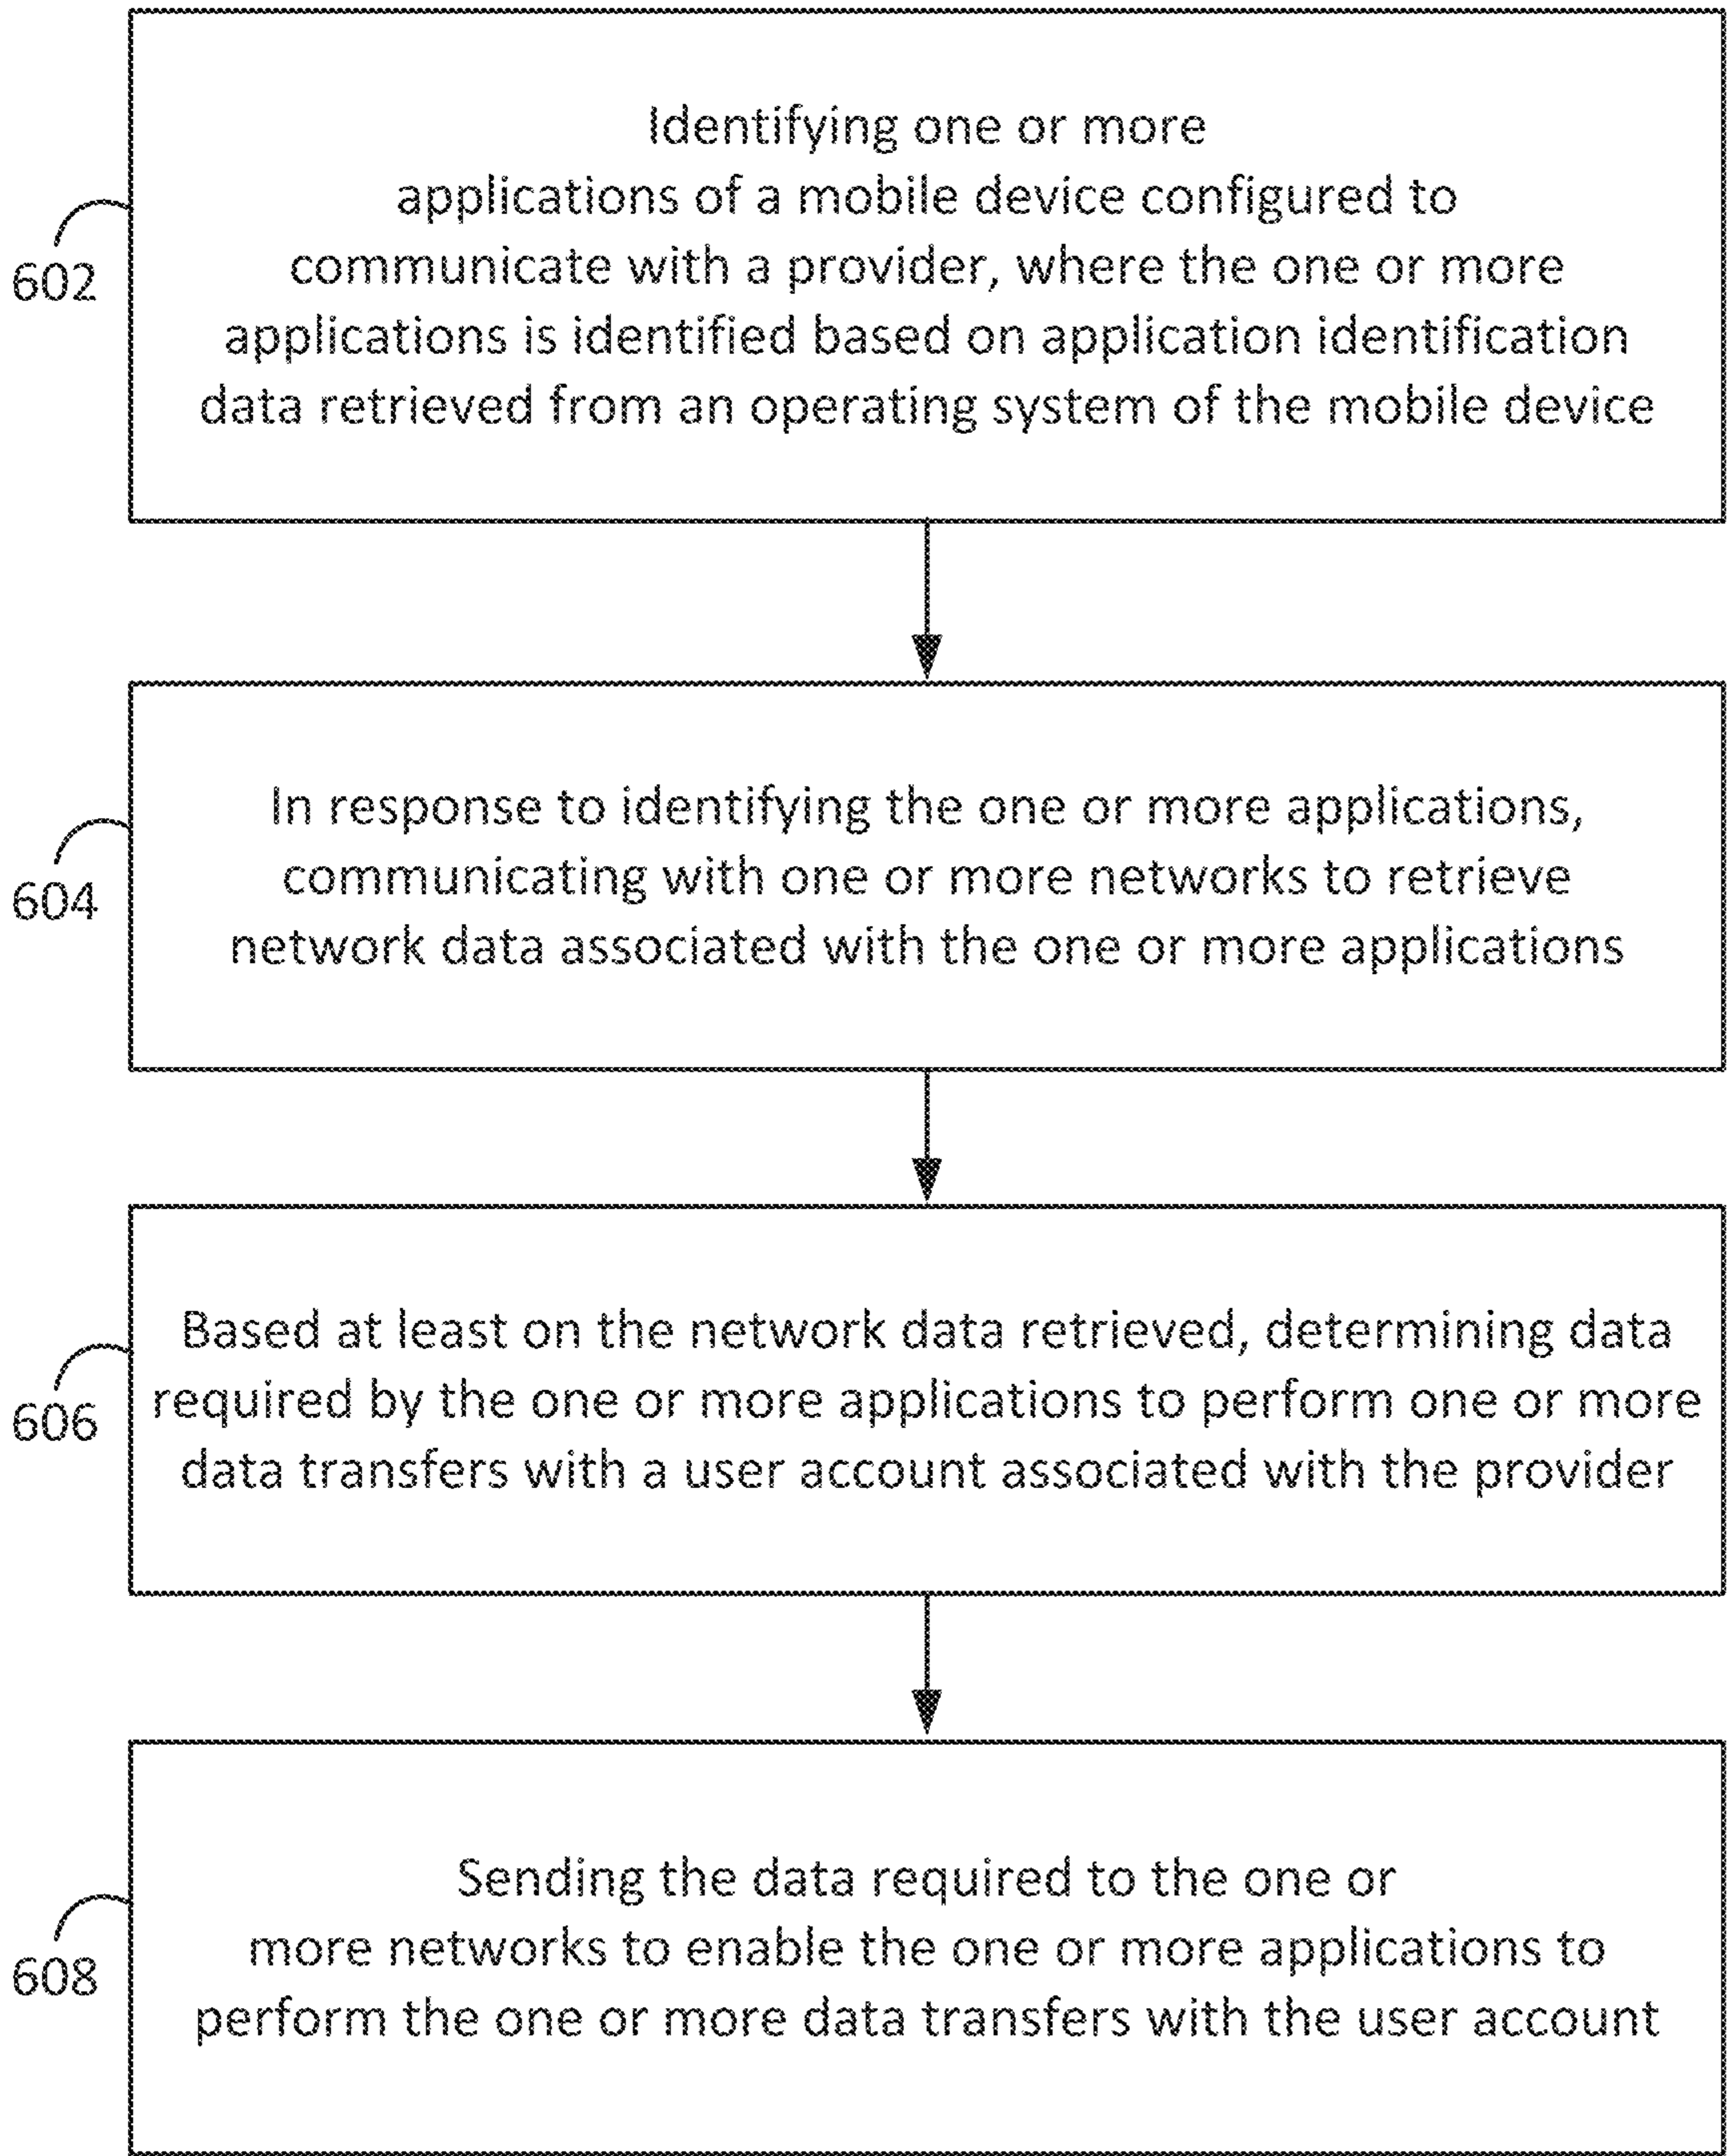 Identifying one or more
applications of a mobile device configured to
communicate with a provider, where the one or more
applications is identified based on application identification
data retrieved from an operating system of the mobile device
602
In response to identifying the one or more applications,
communicating with one or more networks to retrieve
network data associated with the one or more applications
604
Based at least on the network data retrieved, determining data
required by the one or more applications to perform one or more
data transfers with a user account associated with the provider
606
Sending the data required to the one or
more networks to enable the one or more applications to
perform the one or more data transfers with the user account
608